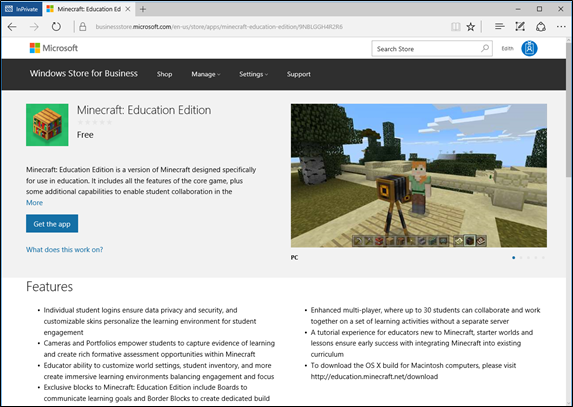 InPrivate
Minecraft: Education Ed
businessstore.microsoft.com/en-us/store/apps/minecraft-education-edition/9NBLGGH4R2R6
Microsoft
Search Store
Windows Store for Business
Shop
Manage
Settings
Support
Minecraft: Education Edition
Free
Minecraft: Education Edition is a version of Minecraft designed specifically
for use in education. It includes all the features of the core game, plus
some additional capabilities to enable student collaboration in the
More
Get the app
What does this work on?
PC
Features
• Individual student logins ensure data privacy and security, and
customizable skins personalize the learning environment for student
engagement
• Cameras and Portfolios empower students to capture evidence of learning
and create rich formative assessment opportunities within Minecraft
• Educator ability to customize world settings, student inventory, and more
create immersive learning environments balancing engagement and focus
• Exclusive blocks to Minecraft: Education Edition include Boards to
communicate learning goals and Border Blocks to create dedicated build
• Enhanced multi-player, where up to 30 students can collaborate and work
together on a set of learning activities without a separate server
• A tutorial experience for educators new to Minecraft, starter worlds and
lessons ensure early success with integrating Minecraft into existing
curriculum
• To download the OS X build for Macintosh computers, please visit
http://education.minecraft.net/download